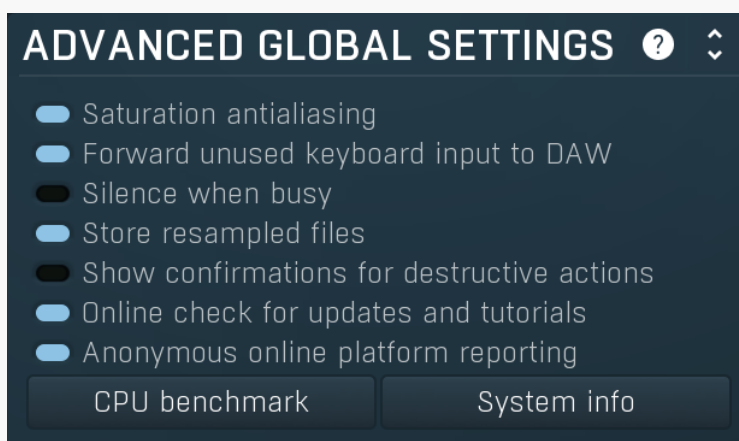 ADVANCED GLOBAL SETTINGS ?
Saturation antialiasing
Forward unused keyboard input to DAW
Silence when busy
Store resampled files
Show confirmations for destructive actions
Online check for updates and tutorials
Anonymous online platform reporting
CPU benchmark System info